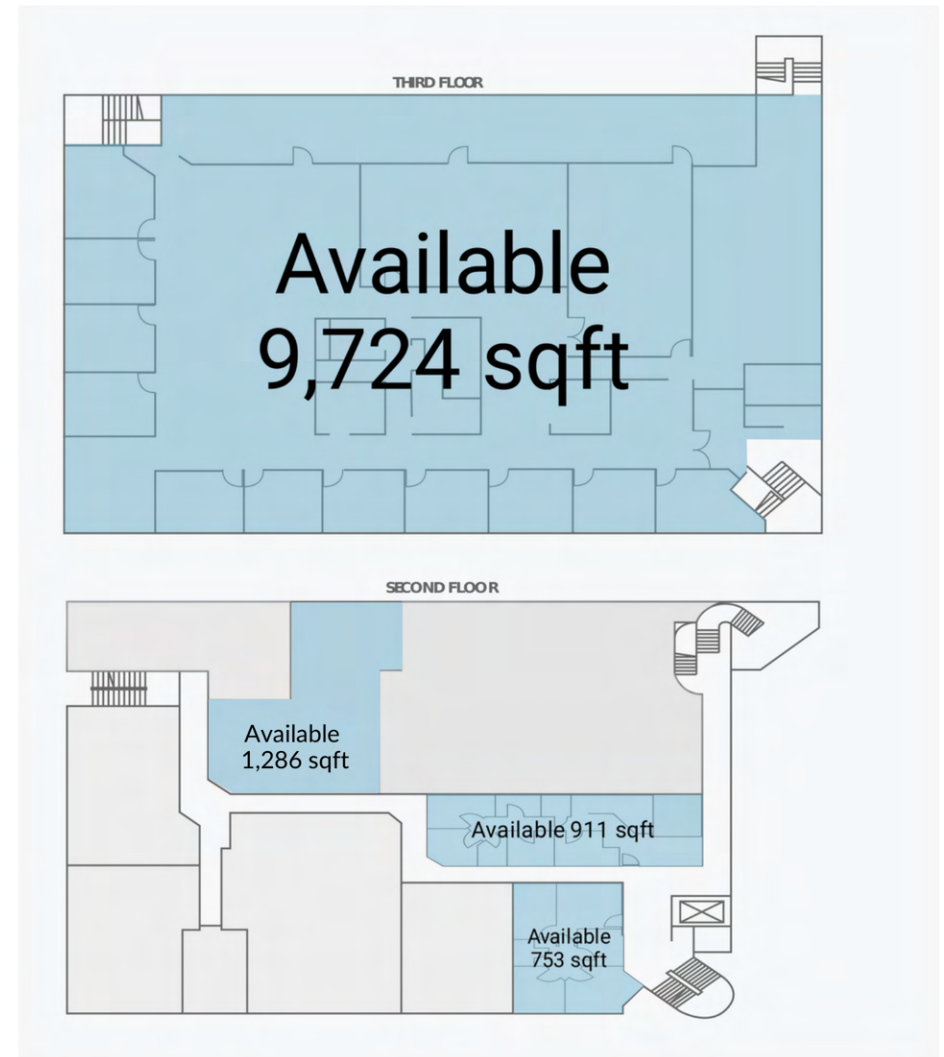 THIRD FLOOR
Available
9,724 sqft
SECOND FLOOR
Available
1,286 sqft
Available 911 sqft
Available
753 sqft